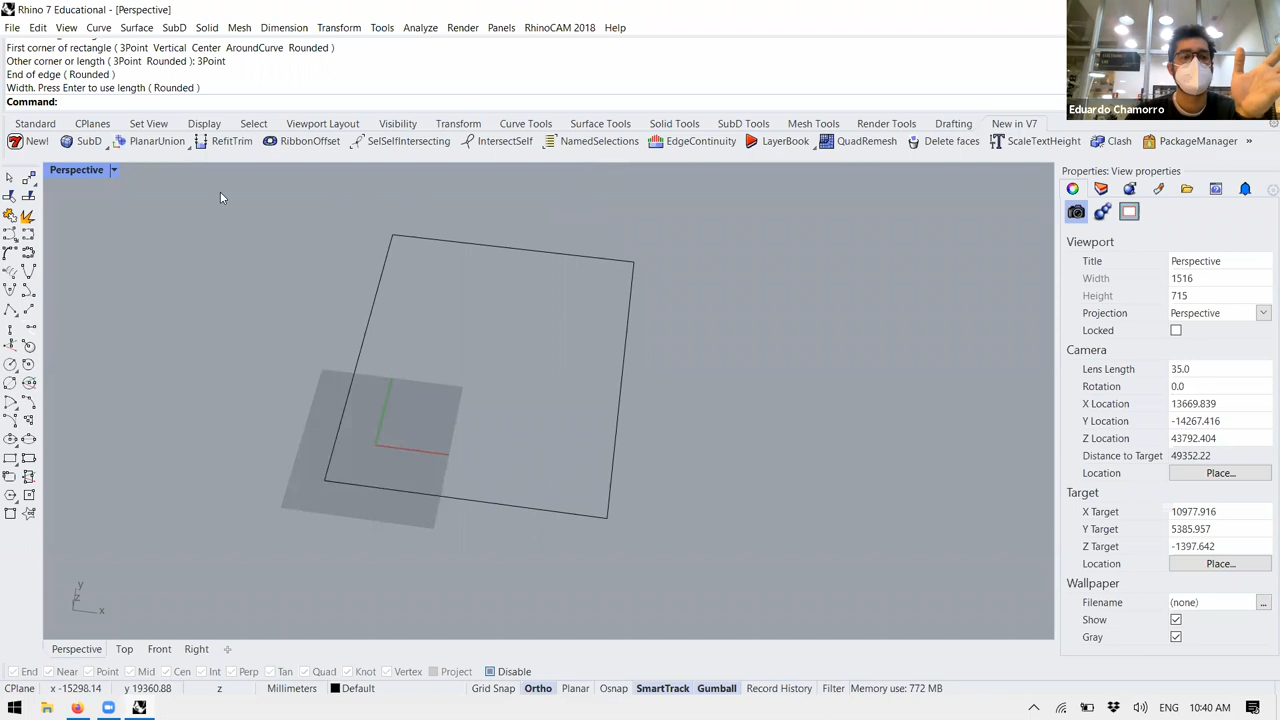 Rhino 7 Educational - [Perspective]
File Edit View Curve Surface SubD Solid Mesh Dimension Transform Tools Analyze Render Panels RhinoCAM 2018 Help
First corner of rectangle ( 3Point Vertical Center AroundCurve Rounded )
Other corner or length ( 3Point Rounded ): 3Point
End of edge ( Rounded )
Width. Press Enter to use length ( Rounded )
Command:
Eduardo Chamorro
Standard CPlanes Set View Display Select Viewport Layout Visibility Transform Curve Tools Surface Tools Solid Tools SubD Tools Mesh Tools Render Tools Drafting New in V7
New! SubD PlanarUnion RefitTrim RibbonOffset SelSelfIntersecting IntersectSelf NamedSelections EdgeContinuity LayerBook QuadRemesh Delete faces ScaleTextHeight Clash PackageManager »
Perspective
Properties: View properties
Viewport
Title Perspective
Width 1516
Height 715
Projection Perspective
Locked
Camera
Lens Length 35.0
Rotation 0.0
X Location 13669.839
Y Location -14267.416
Z Location 43792.404
Distance to Target 49352.22
Location Place...
Target
X Target 10977.916
Y Target 5385.957
Z Target -1397.642
Location Place...
Wallpaper
Filename (none) ...
Show
Gray
y
z
x
Perspective Top Front Right
End Near Point Mid Cen Int Perp Tan Quad Knot Vertex Project Disable
CPlane x -15298.14 y 19360.88 z Millimeters Default Grid Snap Ortho Planar Osnap SmartTrack Gumball Record History Filter Memory use: 772 MB
ENG 10:40 AM